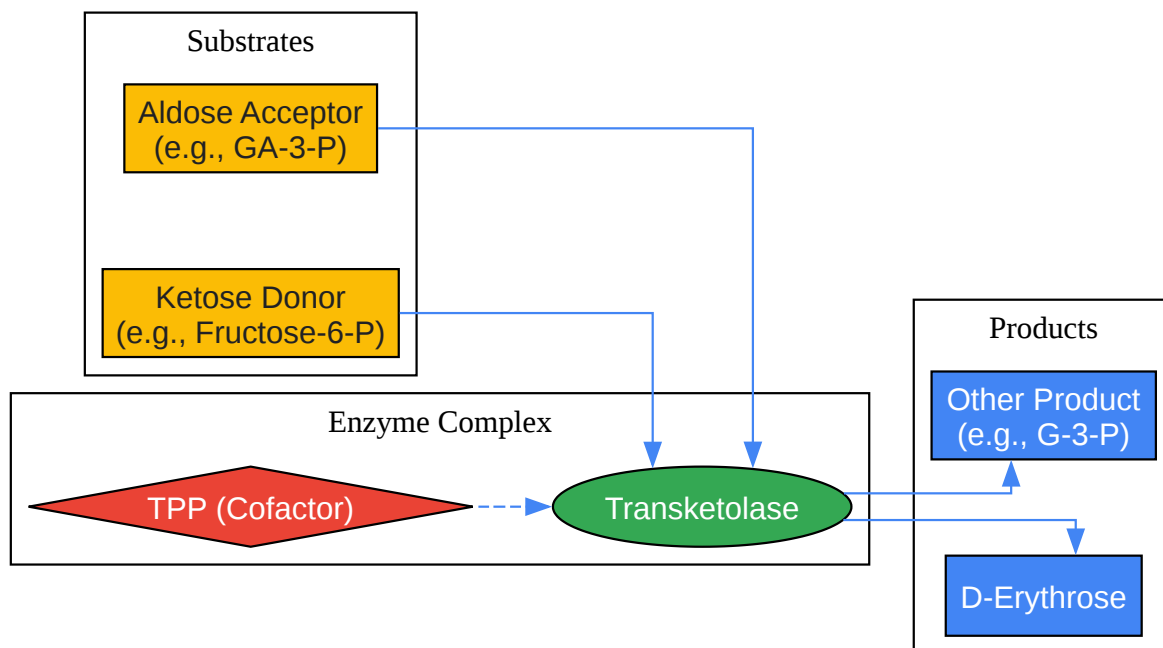 Substrates
Aldose Acceptor
(e.g., GA-3-P)
Ketose Donor
(e.g., Fructose-6-P)
Enzyme Complex
TPP (Cofactor)
Transketolase
Products
Other Product
(e.g., G-3-P)
D-Erythrose